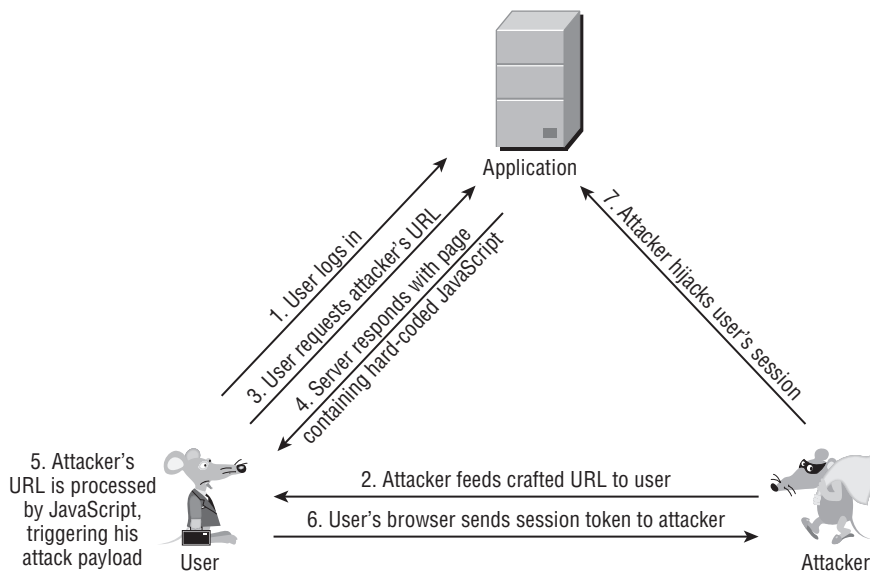 Application
1. User logs in
3. User requests attacker's URL
4. Server responds with page
containing hard-coded JavaScript
7. Attacker hijacks user's session
5. Attacker's
URL is processed
by JavaScript,
triggering his
attack payload
User
2. Attacker feeds crafted URL to user
6. User's browser sends session token to attacker
Attacker